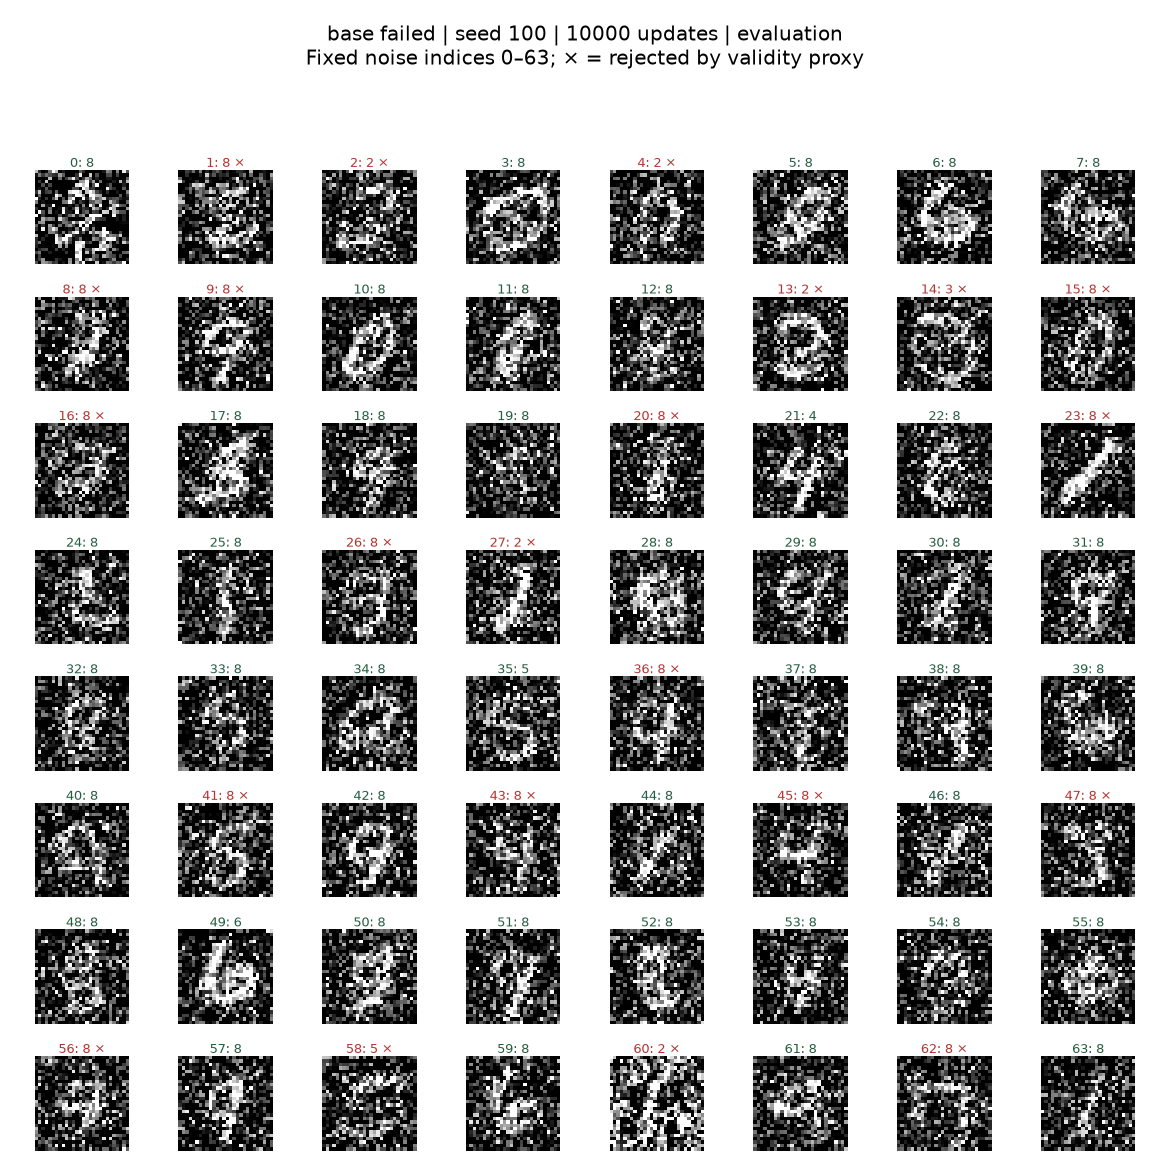 base failed | seed 100 | 10000 updates | evaluation
Fixed noise indices 0–63; × = rejected by validity proxy
0: 8 1: 8 × 2: 2 × 3: 8 4: 2 × 5: 8 6: 8 7: 8
8: 8 × 9: 8 × 10: 8 11: 8 12: 8 13: 2 × 14: 3 × 15: 8 ×
16: 8 × 17: 8 18: 8 19: 8 20: 8 × 21: 4 22: 8 23: 8 ×
24: 8 25: 8 26: 8 × 27: 2 × 28: 8 29: 8 30: 8 31: 8
32: 8 33: 8 34: 8 35: 5 36: 8 × 37: 8 38: 8 39: 8
40: 8 41: 8 × 42: 8 43: 8 × 44: 8 45: 8 × 46: 8 47: 8 ×
48: 8 49: 6 50: 8 51: 8 52: 8 53: 8 54: 8 55: 8
56: 8 × 57: 8 58: 5 × 59: 8 60: 2 × 61: 8 62: 8 × 63: 8